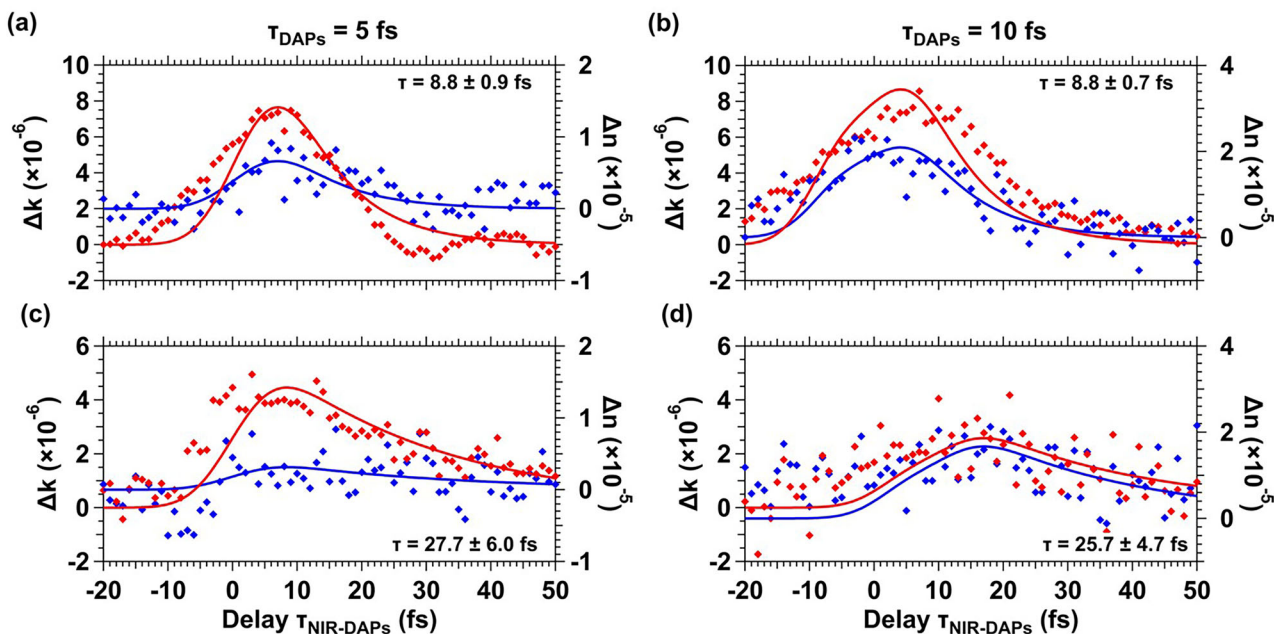 (a)
τDAPs = 5 fs
(b)
τDAPs = 10 fs
10
8
6
4
2
0
-2
Δk (×10-6)
τ = 8.8 ± 0.9 fs
2
1
0
-1
Δn (×10-5)
10
8
6
4
2
0
-2
Δk (×10-6)
τ = 8.8 ± 0.7 fs
4
2
0
Δn (×10-5)
(c)
(d)
6
4
2
0
-2
Δk (×10-6)
τ = 27.7 ± 6.0 fs
2
1
0
-1
Δn (×10-5)
6
4
2
0
-2
Δk (×10-6)
τ = 25.7 ± 4.7 fs
4
2
0
Δn (×10-5)
-20 -10 0 10 20 30 40 50
Delay τNIR-DAPs (fs)
-20 -10 0 10 20 30 40 50
Delay τNIR-DAPs (fs)